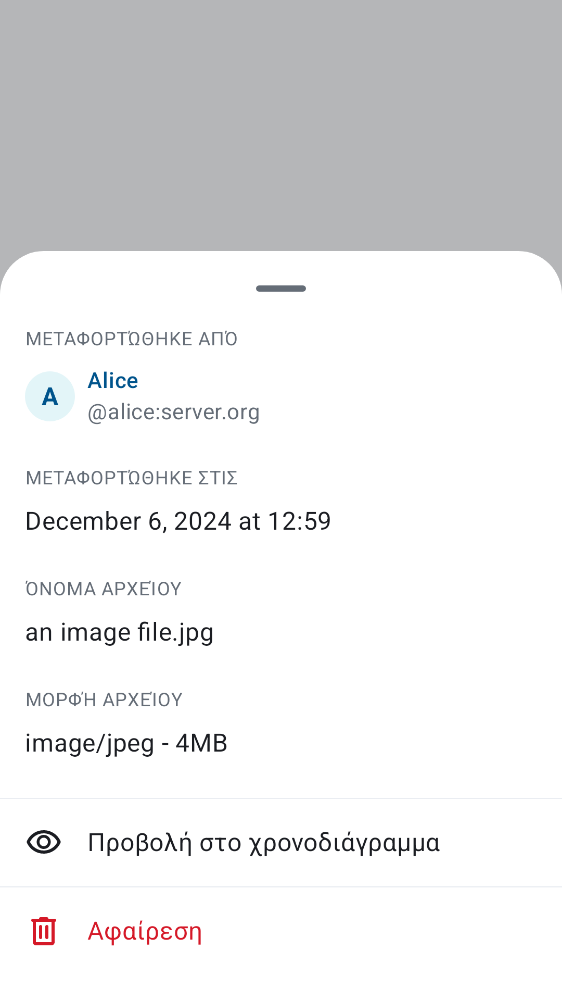 ΜΕΤΑΦΟΡΤΏΘΗΚΕ ΑΠΌ
A
Alice
@alice:server.org
ΜΕΤΑΦΟΡΤΏΘΗΚΕ ΣΤΙΣ
December 6, 2024 at 12:59
ΌΝΟΜΑ ΑΡΧΕΊΟΥ
an image file.jpg
ΜΟΡΦΉ ΑΡΧΕΊΟΥ
image/jpeg - 4MB
Προβολή στο χρονοδιάγραμμα
Αφαίρεση